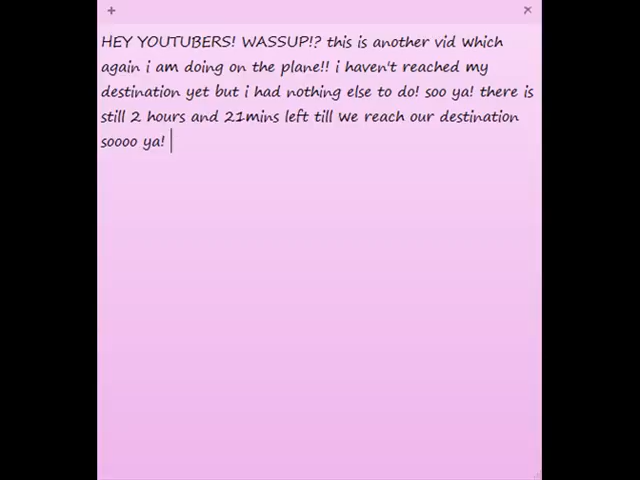 HEY YOUTUBERS! WASSUP!? this is another vid which
again i am doing on the plane!! i haven't reached my
destination yet but i had nothing else to do! soo ya! there is
still 2 hours and 21mins left till we reach our destination
soooo ya!